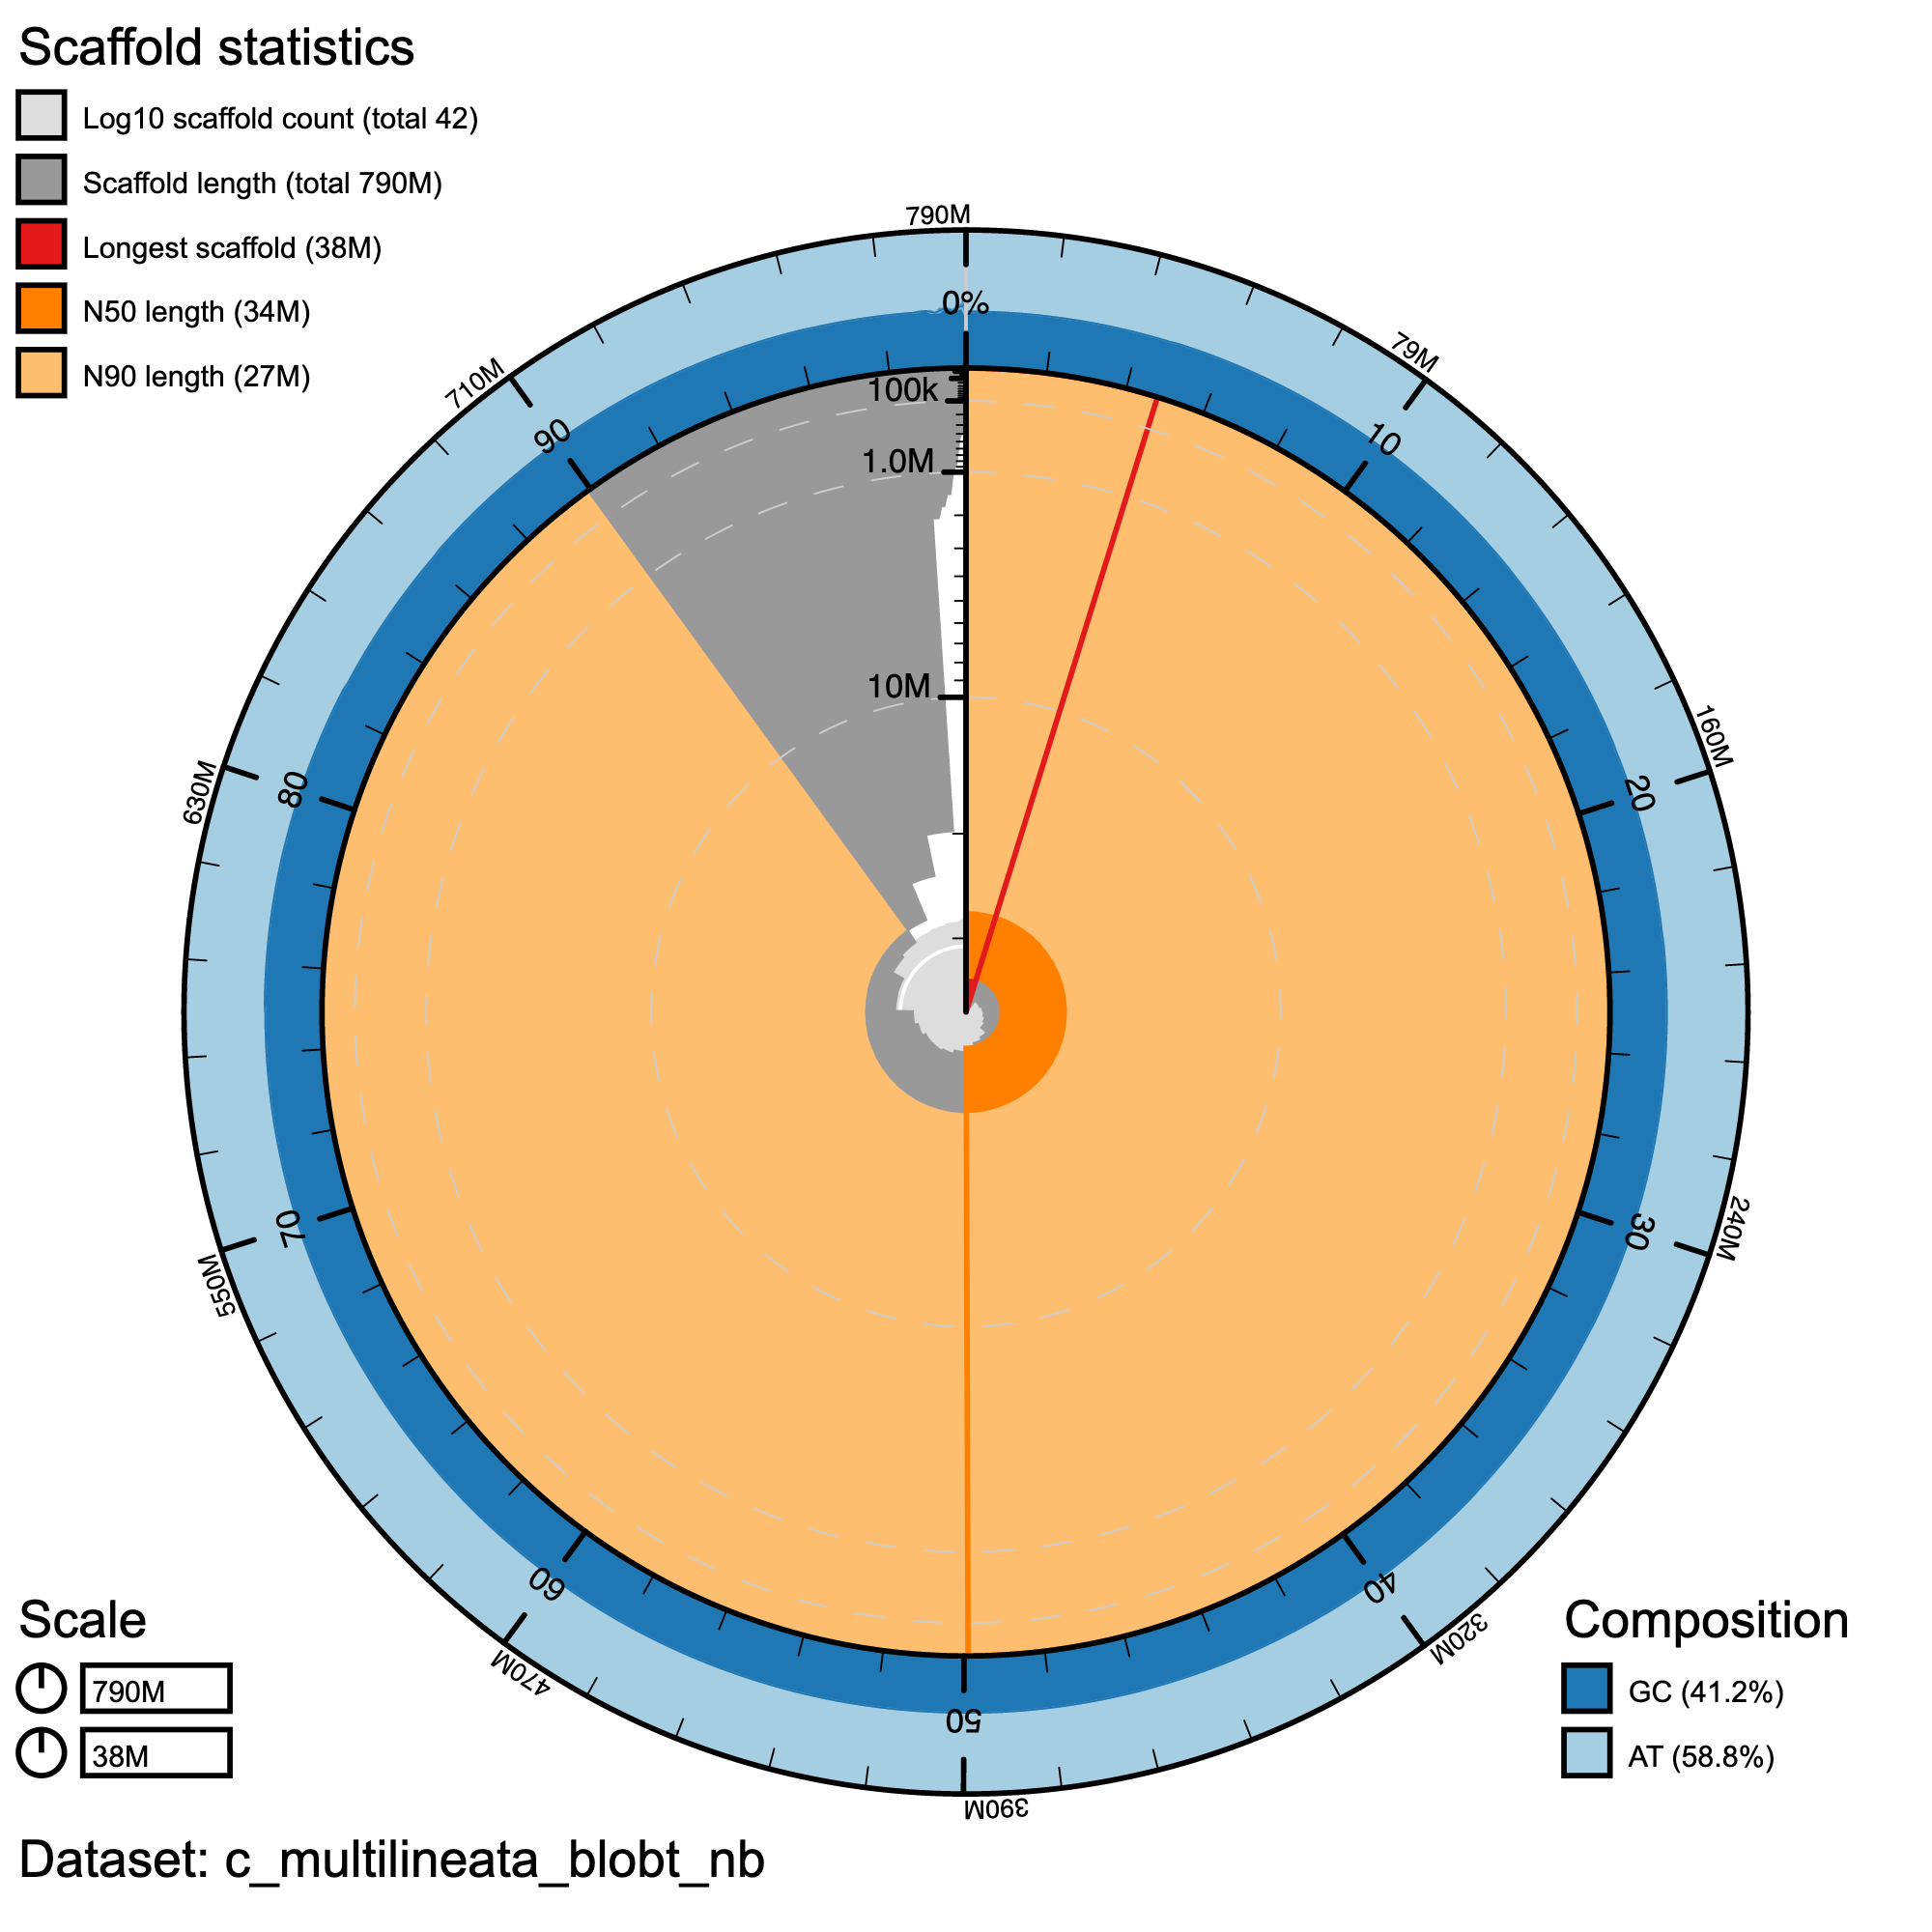 Scaffold statistics
Log10 scaffold count (total 42)
Scaffold length (total 790M)
Longest scaffold (38M)
N50 length (34M)
N90 length (27M)
790M
79M
160M
240M
320M
390M
470M
550M
630M
710M
0%
10
20
30
40
50
60
70
80
90
100k
1.0M
10M
Scale
790M
38M
Composition
GC (41.2%)
AT (58.8%)
Dataset: c_multilineata_blobt_nb